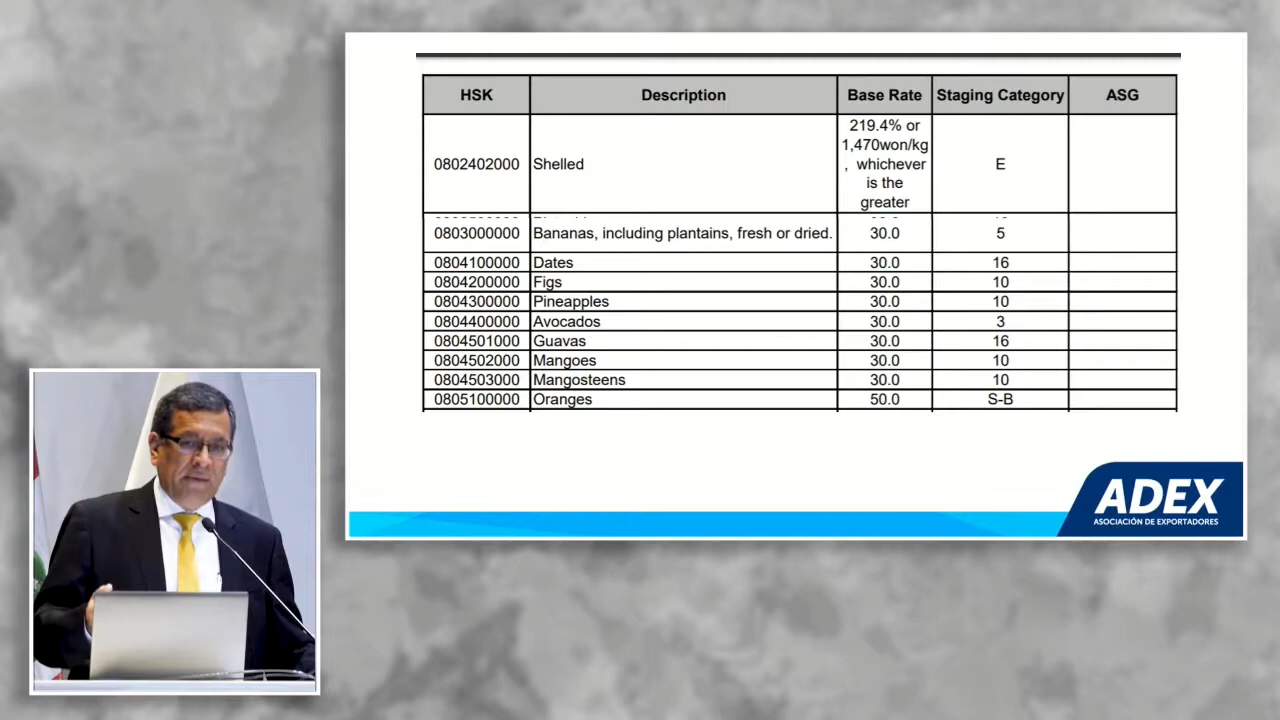 HSK Description Base Rate Staging Category ASG
219.4% or
1,470won/kg
0802402000 Shelled , whichever E
is the
greater
0803000000 Bananas, including plantains, fresh or dried. 30.0 5
0804100000 Dates 30.0 16
0804200000 Figs 30.0 10
0804300000 Pineapples 30.0 10
0804400000 Avocados 30.0 3
0804501000 Guavas 30.0 16
0804502000 Mangoes 30.0 10
0804503000 Mangosteens 30.0 10
0805100000 Oranges 50.0 S-B
ADEX
ASOCIACIÓN DE EXPORTADORES